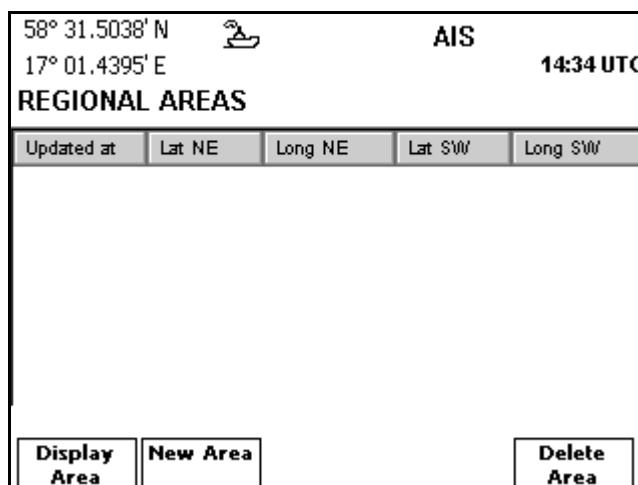 58° 31.5038' N AIS
17° 01.4395' E 14:34 UTC
REGIONAL AREAS
Updated at Lat NE Long NE Lat SW Long SW
Display Area New Area Delete Area